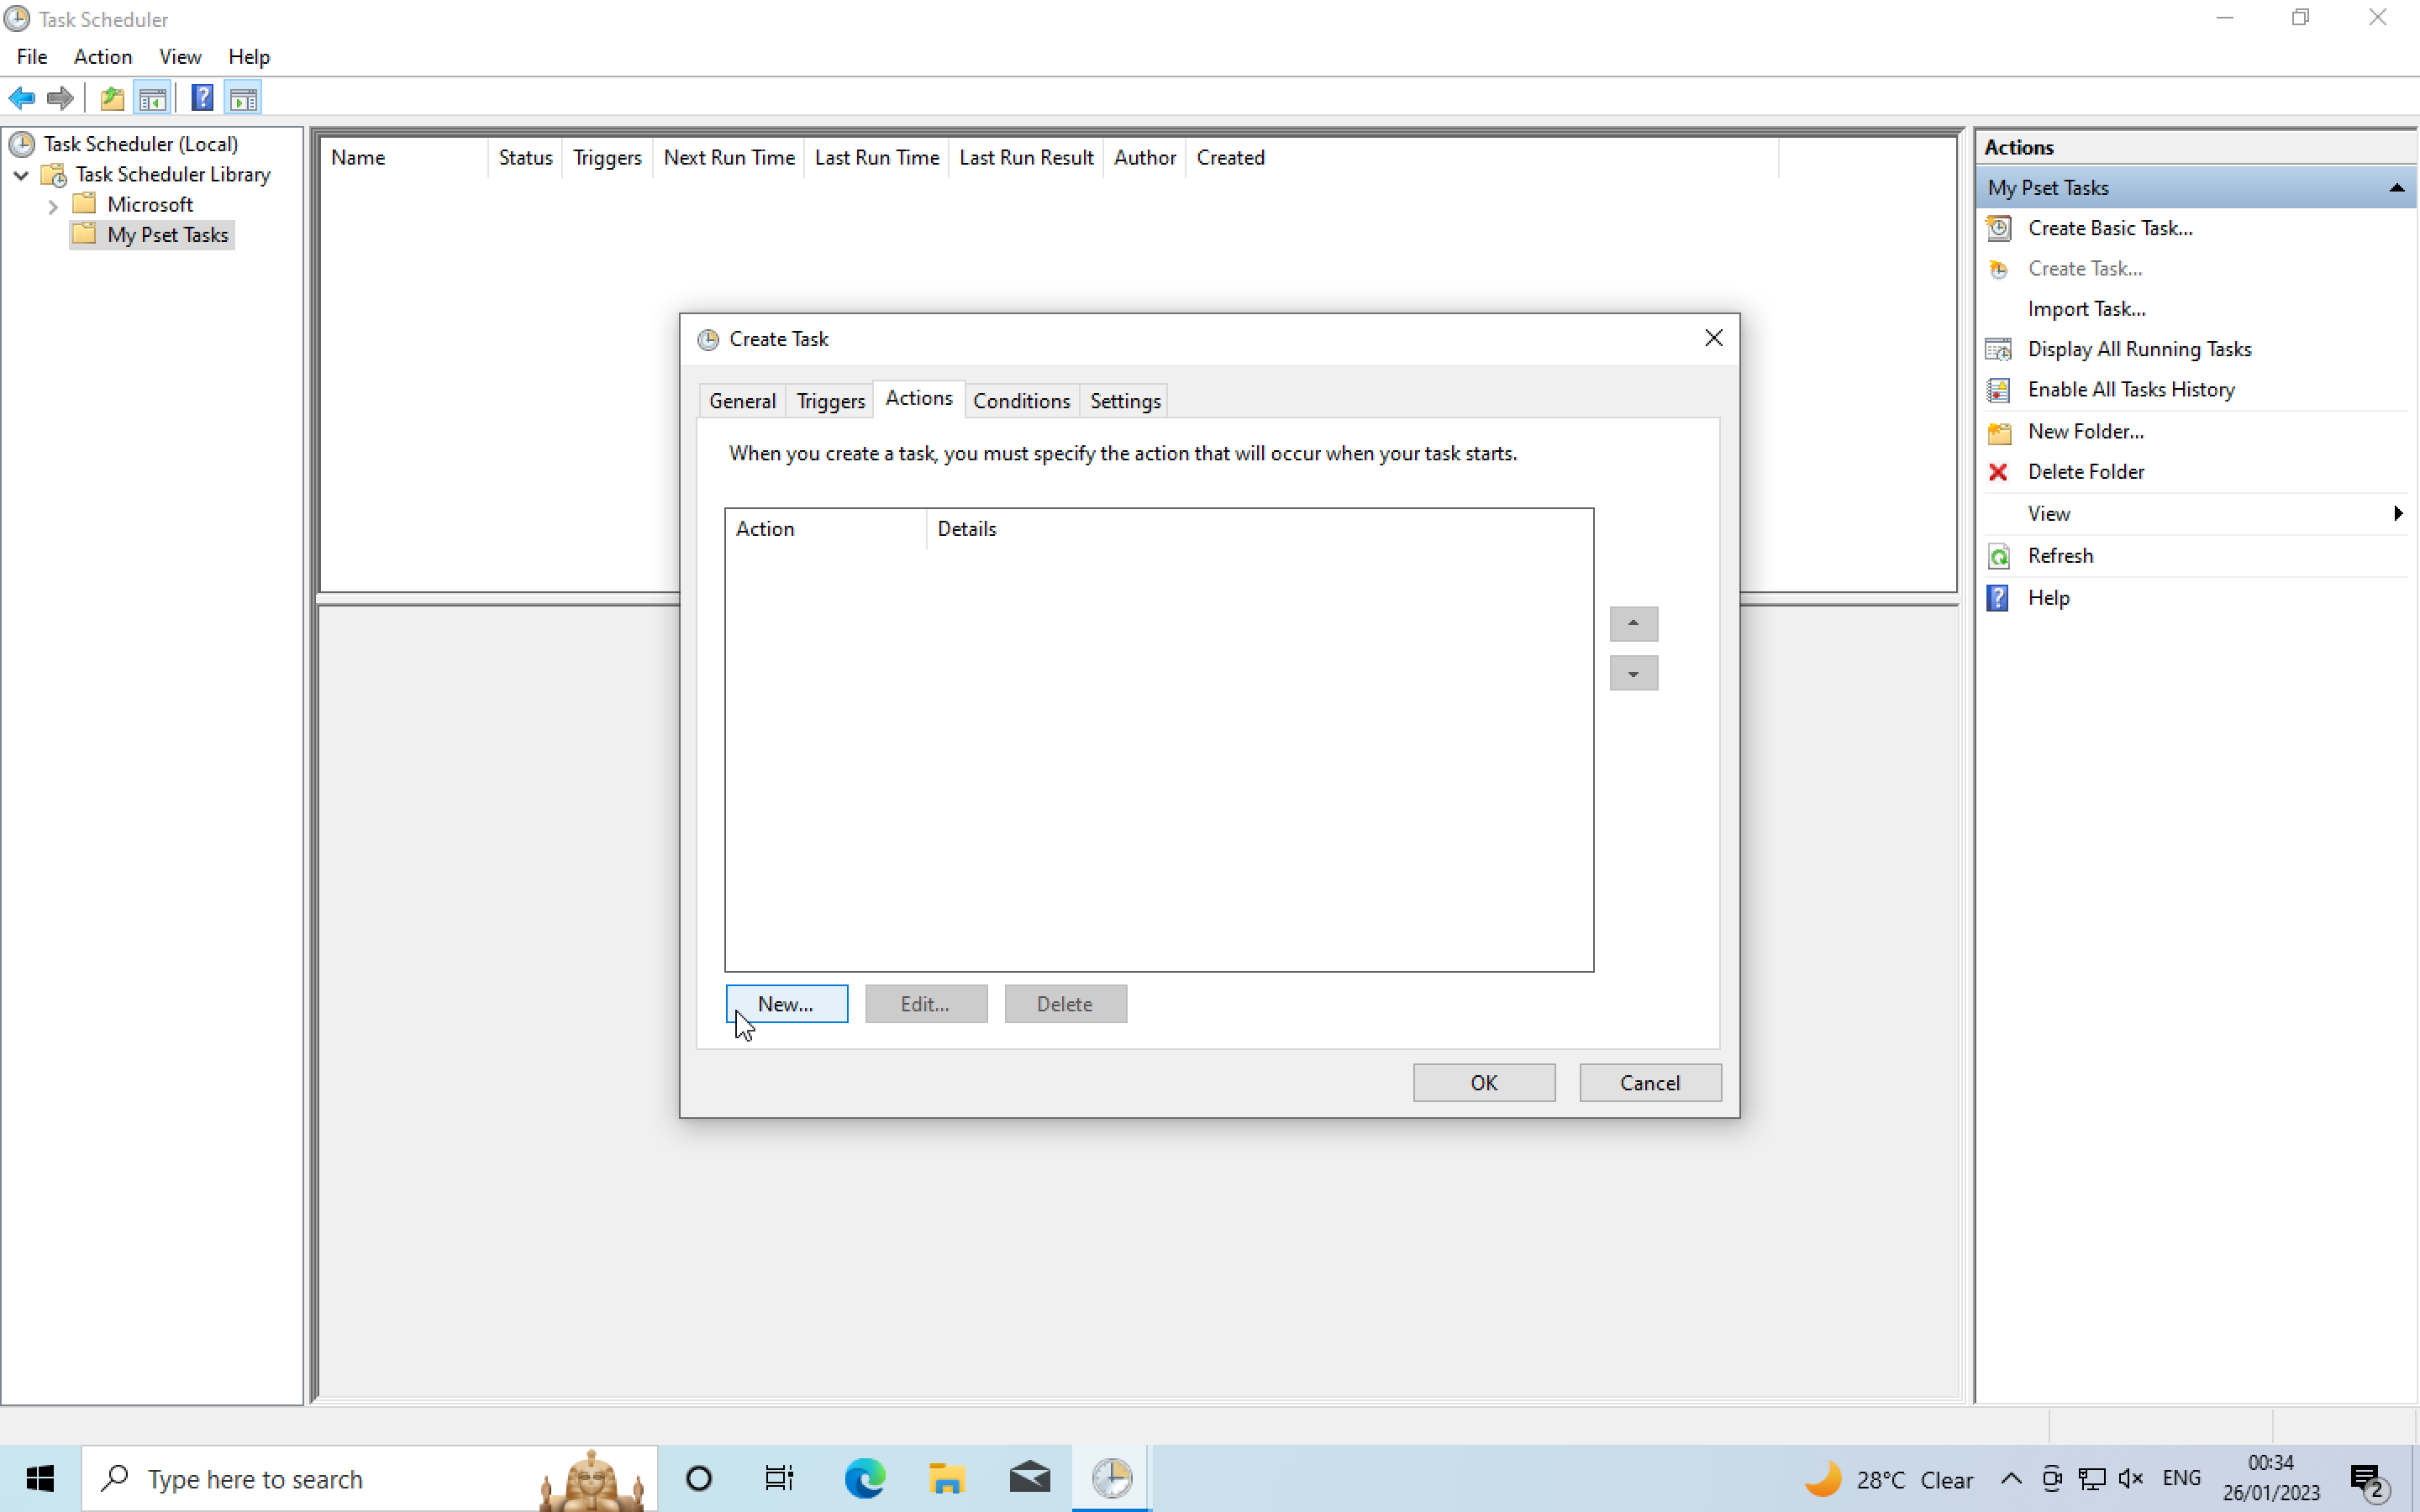 Task Scheduler
File Action View Help
Task Scheduler (Local)
Task Scheduler Library
Microsoft
My Pset Tasks
Name Status Triggers Next Run Time Last Run Time Last Run Result Author Created
Create Task
General Triggers Actions Conditions Settings
When you create a task, you must specify the action that will occur when your task starts.
Action Details
New... Edit... Delete
OK Cancel
Actions
My Pset Tasks
Create Basic Task...
Create Task...
Import Task...
Display All Running Tasks
Enable All Tasks History
New Folder...
Delete Folder
View
Refresh
Help
Type here to search
28°C Clear
ENG
00:34
26/01/2023
2